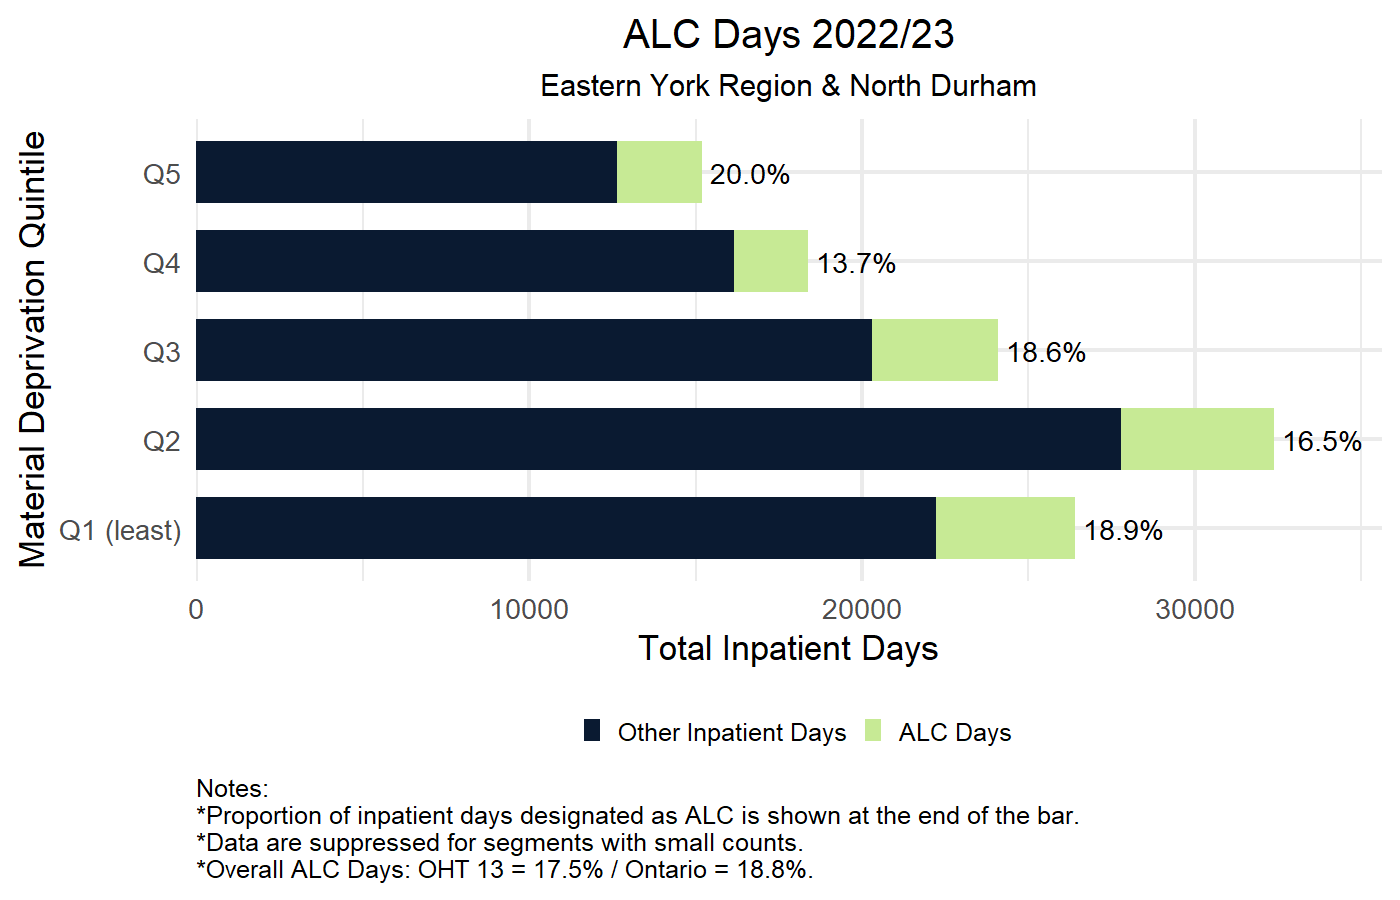 ALC Days 2022/23
Eastern York Region & North Durham
Material Deprivation Quintile
Q5
20.0%
Q4
13.7%
Q3
18.6%
Q2
16.5%
Q1 (least)
18.9%
0 10000 20000 30000
Total Inpatient Days
Other Inpatient Days ALC Days
Notes:
*Proportion of inpatient days designated as ALC is shown at the end of the bar.
*Data are suppressed for segments with small counts.
*Overall ALC Days: OHT 13 = 17.5% / Ontario = 18.8%.